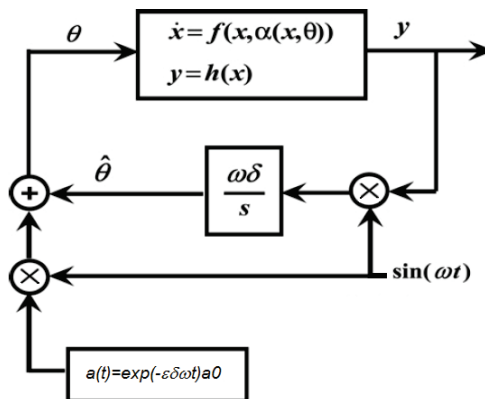 θ
ẋ = f(x,α(x,θ))
y = h(x)
y
θ̂
ωδ
s
×
+
×
sin(ωt)
a(t)=exp(-εδωt)a0